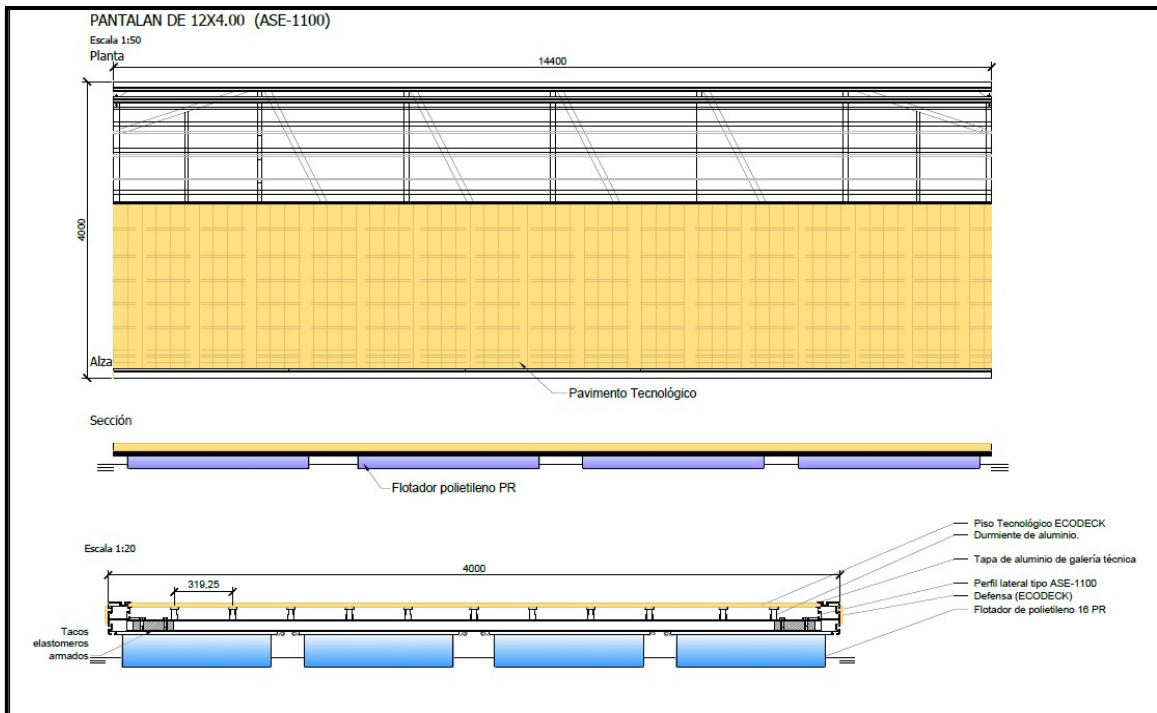 PANTALAN DE 12X4.00 (ASE-1100)
Escala 1:50
Planta
14400
4000
Alza
Pavimento Tecnológico
Sección
Flotador polietileno PR
Escala 1:20
4000
319,25
Piso Tecnológico ECODECK
Durmiente de aluminio.
Tapa de aluminio de galería técnica
Perfil lateral tipo ASE-1100
Defensa (ECODECK)
Flotador de polietileno 16 PR
Tacos
elastomeros
armados